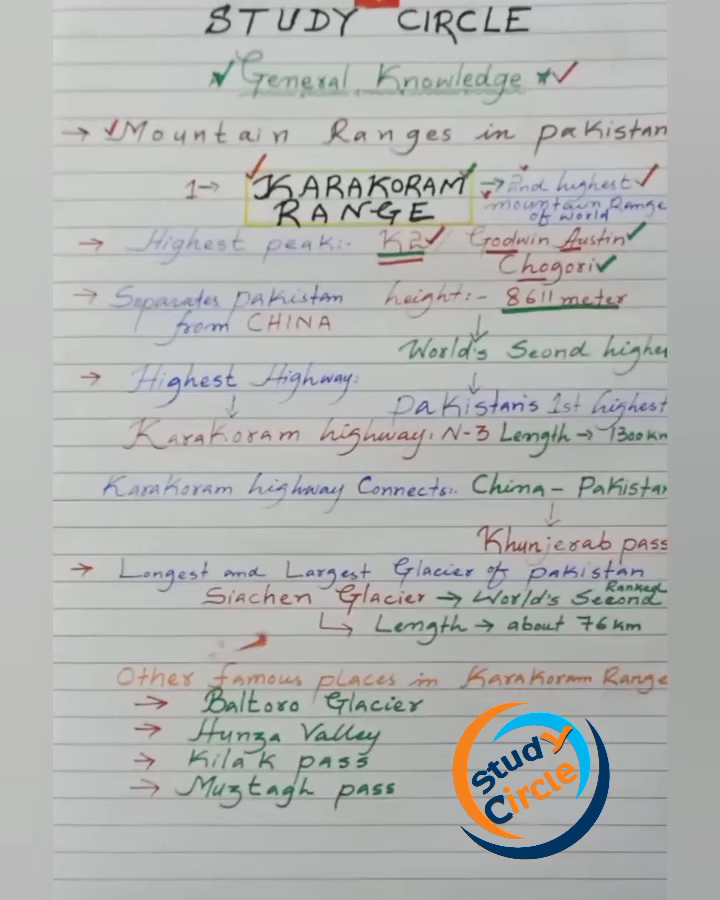 STUDY CIRCLE
General Knowledge
→ Mountain Ranges in pakistan
1→ KARAKORAM RANGE → 2nd highest mountain Range of world
→ Highest peak:- K2 Godwin Austin
Chogori
→ Separates pakistan from CHINA
height:- 8611 meter
World's Seond highe
→ Highest Highway:
pakistan's 1st highest
Karakoram highway: N-3 Length → 1300km
Karakoram highway Connects:. China - Pakistan
Khunjerab pass
→ Longest and Largest Glacier of pakistan
Siachen Glacier → World's Second Ranked
Length → about 76 km
Other famous places in Karakoram Range
→ Baltoro Glacier
→ Hunza Valley
→ Kilak pass
→ Muztagh pass
Study
Circle